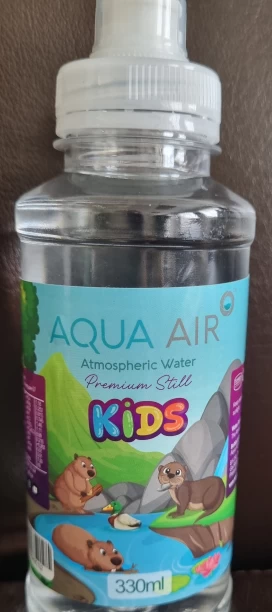 AQUA AIR
Atmospheric Water
Premium Still
KiDS
330ml